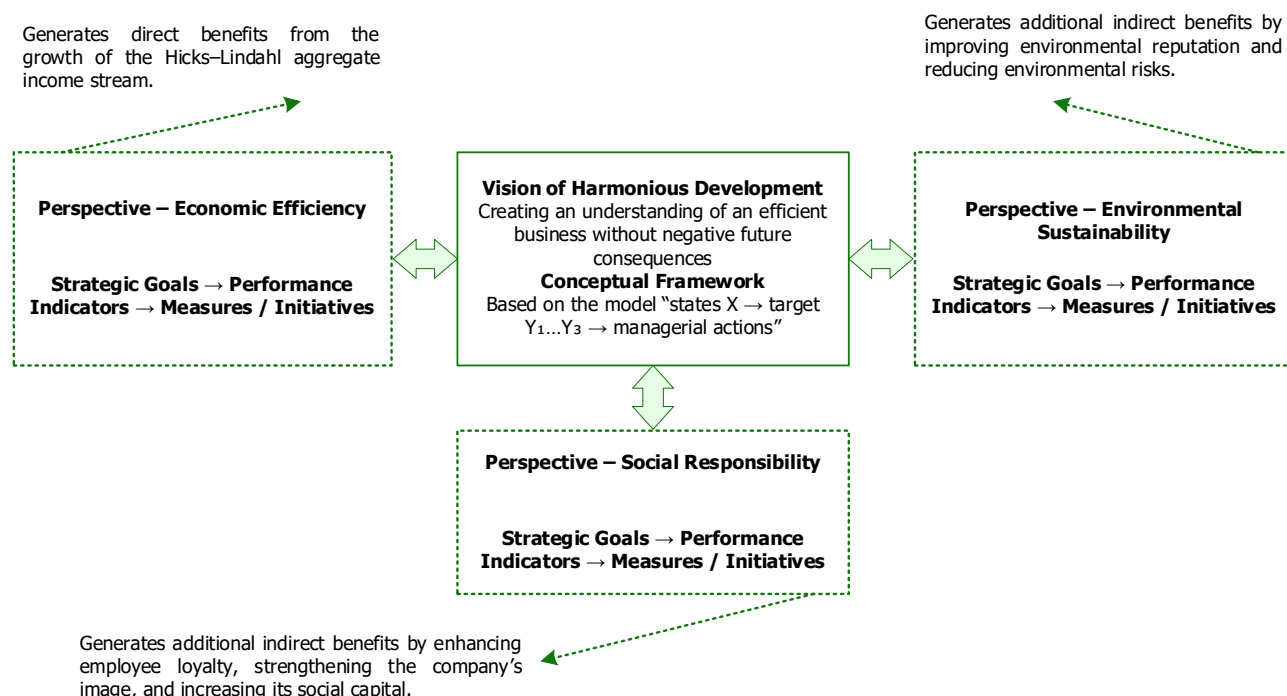 Generates direct benefits from the
growth of the Hicks–Lindahl aggregate
income stream.
Generates additional indirect benefits by
improving environmental reputation and
reducing environmental risks.
Perspective – Economic Efficiency
Strategic Goals → Performance
Indicators → Measures / Initiatives
Vision of Harmonious Development
Creating an understanding of an efficient
business without negative future
consequences
Conceptual Framework
Based on the model “states X → target
Y₁...Y₃ → managerial actions”
Perspective – Environmental
Sustainability
Strategic Goals → Performance
Indicators → Measures / Initiatives
Perspective – Social Responsibility
Strategic Goals → Performance
Indicators → Measures / Initiatives
Generates additional indirect benefits by enhancing
employee loyalty, strengthening the company’s
image, and increasing its social capital.